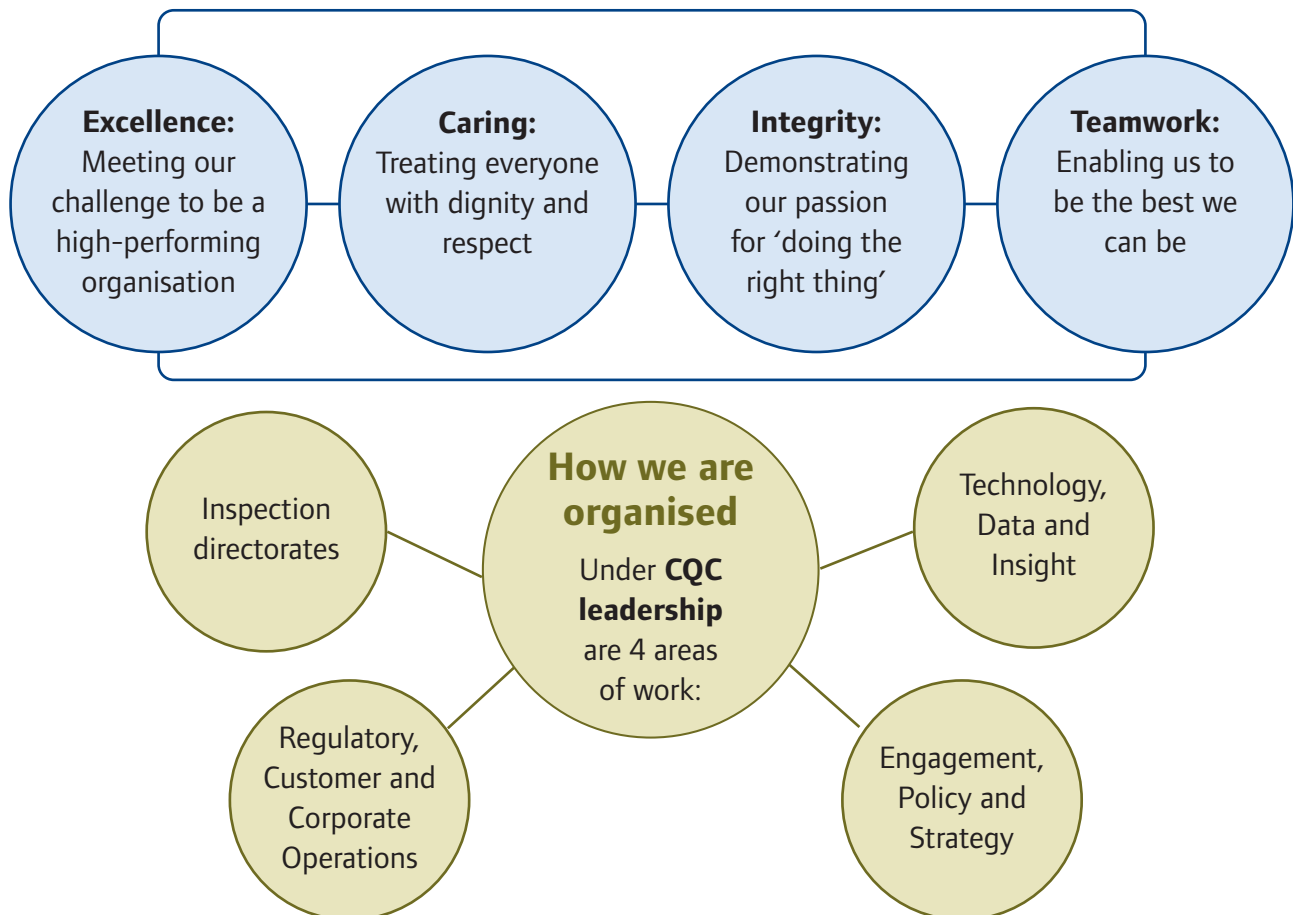 Excellence:
Meeting our
challenge to be a
high-performing
organisation
Caring:
Treating everyone
with dignity and
respect
Integrity:
Demonstrating
our passion
for ‘doing the
right thing’
Teamwork:
Enabling us to
be the best we
can be
How we are
organised
Under CQC
leadership
are 4 areas
of work:
Inspection
directorates
Technology,
Data and
Insight
Regulatory,
Customer and
Corporate
Operations
Engagement,
Policy and
Strategy